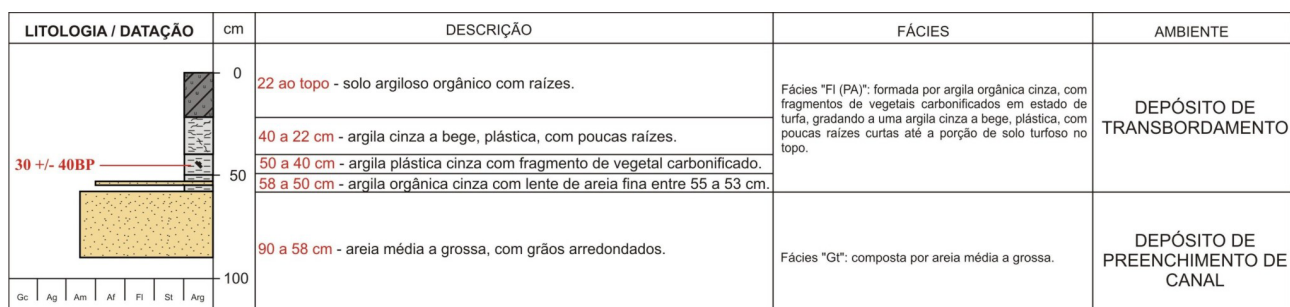 LITOLOGIA / DATAÇÃO
cm
DESCRIÇÃO
FÁCIES
AMBIENTE
0
22 ao topo - solo argiloso orgânico com raízes.
40 a 22 cm - argila cinza a bege, plástica, com poucas raízes.
30 +/- 40BP
50 a 40 cm - argila plástica cinza com fragmento de vegetal carbonificado.
50
58 a 50 cm - argila orgânica cinza com lente de areia fina entre 55 a 53 cm.
Fácies "Fl (PA)": formada por argila orgânica cinza, com
fragmentos de vegetais carbonificados em estado de
turfa, gradando a uma argila cinza a bege, plástica, com
poucas raízes curtas até a porção de solo turfoso no
topo.
DEPÓSITO DE
TRANSBORDAMENTO
90 a 58 cm - areia média a grossa, com grãos arredondados.
Fácies "Gt": composta por areia média a grossa.
DEPÓSITO DE
PREENCHIMENTO DE
CANAL
100
Gc Ag Am Af Fl St Arg